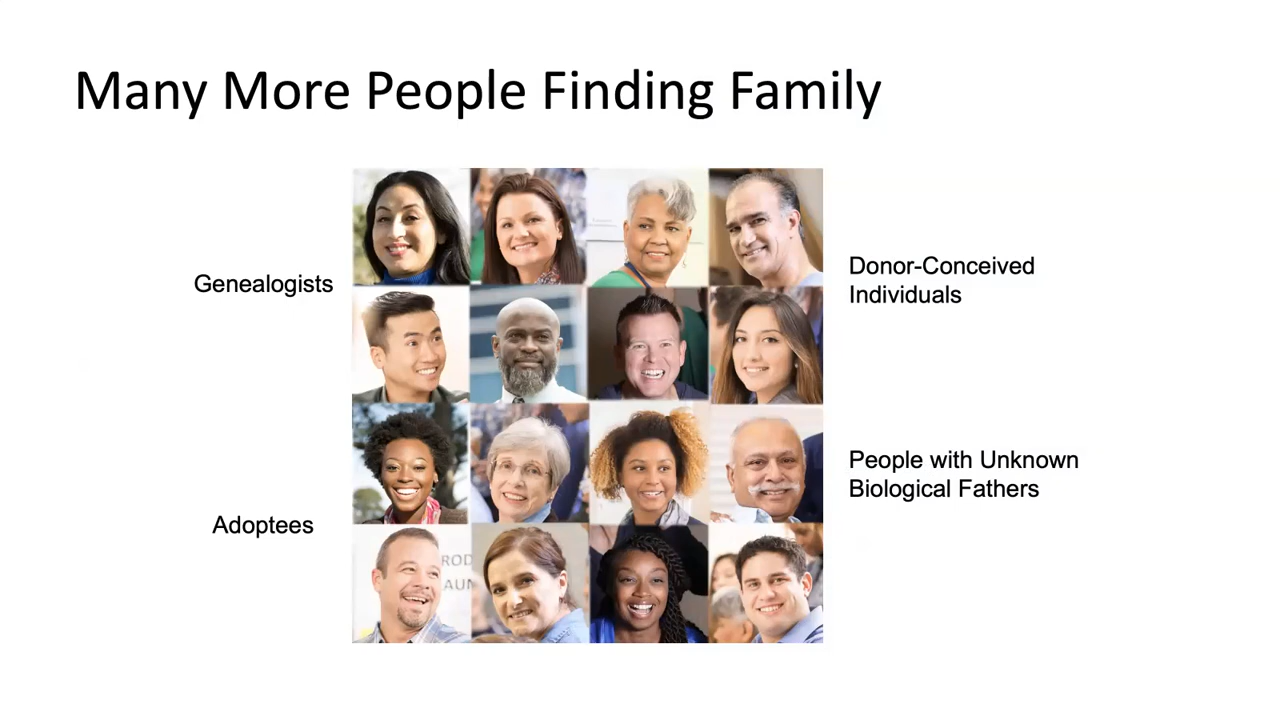 Many More People Finding Family
Genealogists
Donor-Conceived
Individuals
People with Unknown
Biological Fathers
Adoptees